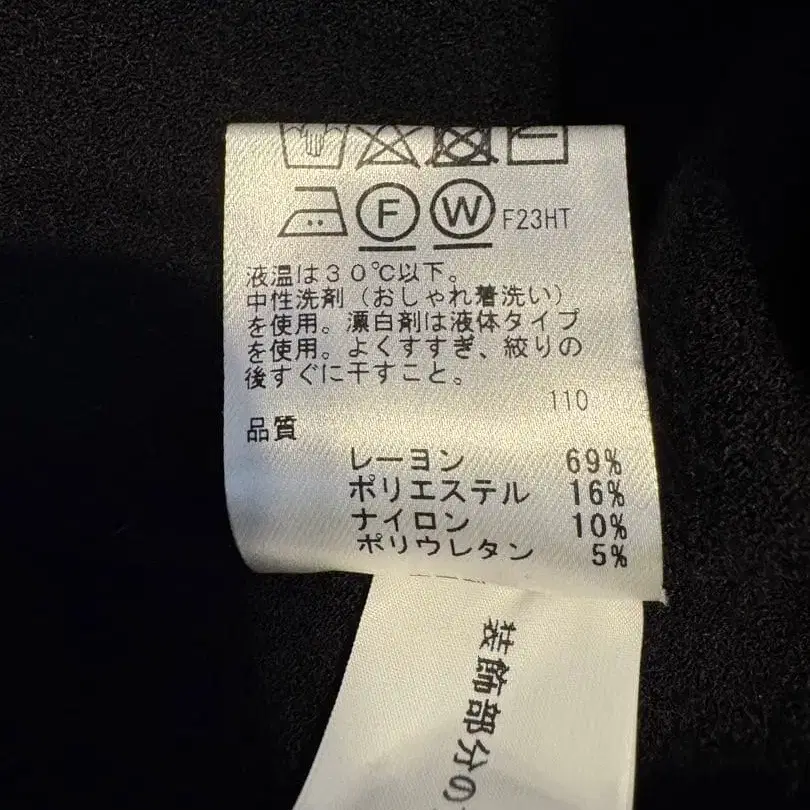 F W F23HT
液温は30℃以下。
中性洗剤（おしゃれ着洗い）
を使用。漂白剤は液体タイプ
を使用。よくすすぎ、絞りの
後すぐに干すこと。
110
品質
レーヨン 69%
ポリエステル 16%
ナイロン 10%
ポリウレタン 5%
装飾部分の